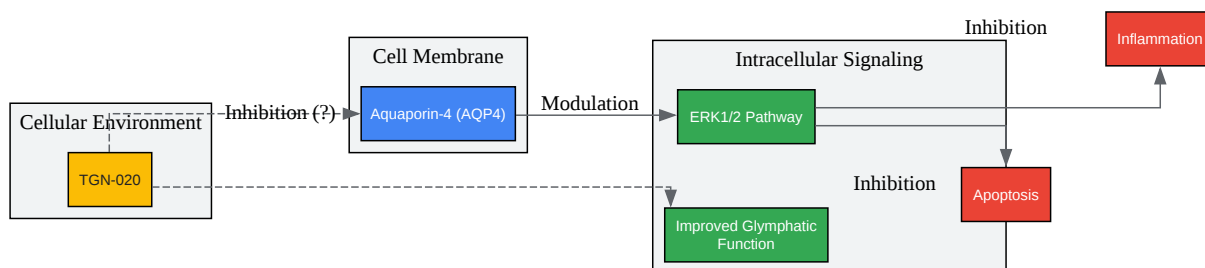 Cellular Environment
TGN-020
Inhibition (?)
Cell Membrane
Aquaporin-4 (AQP4)
Modulation
Intracellular Signaling
ERK1/2 Pathway
Improved Glymphatic
Function
Inhibition
Inflammation
Inhibition
Apoptosis